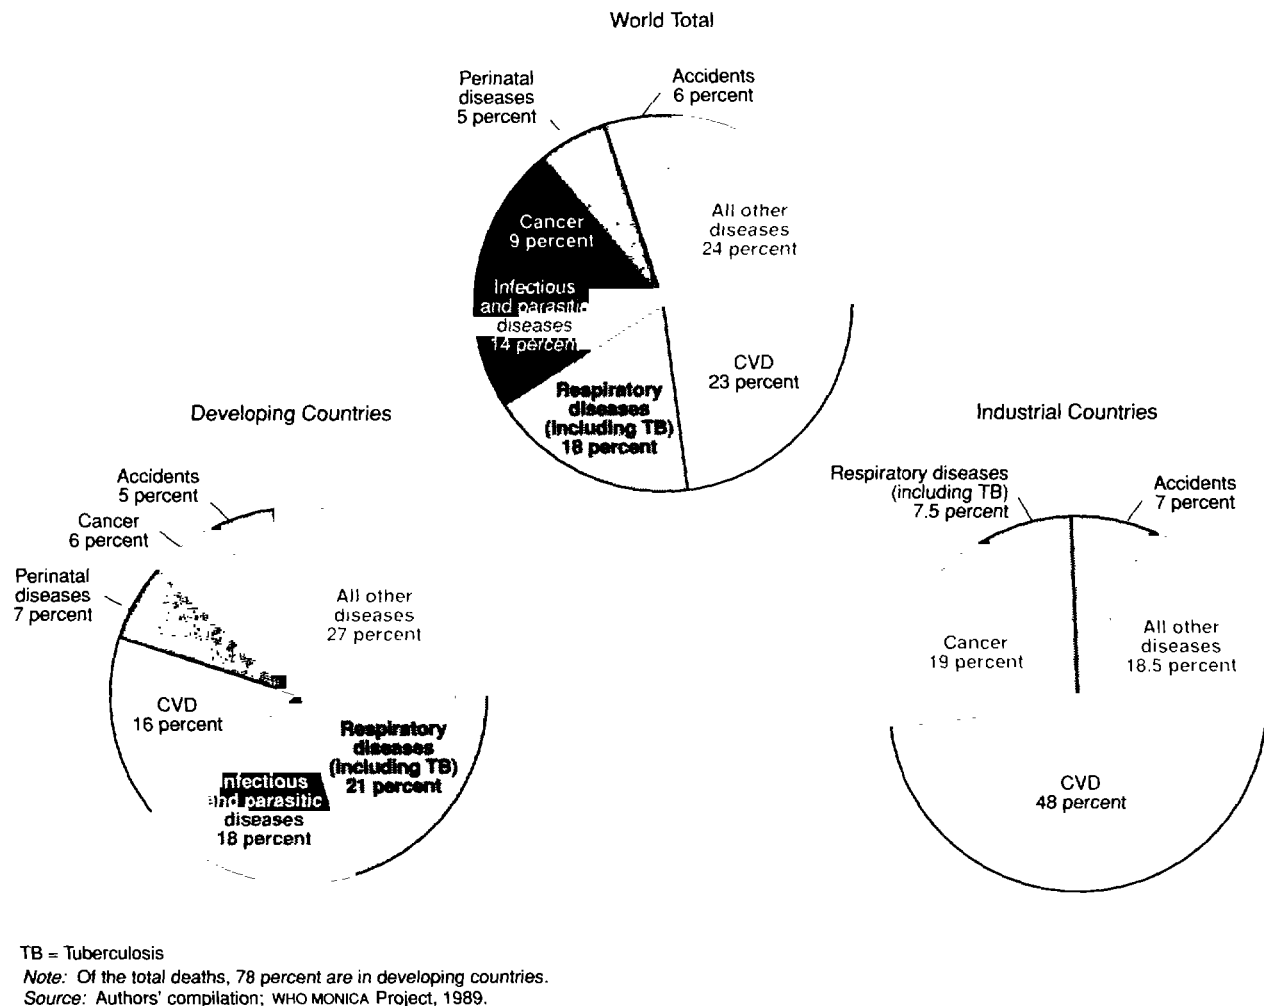 World Total
Perinatal
diseases
5 percent
Accidents
6 percent
Cancer
9 percent
All other
diseases
24 percent
Infectious
and parasitic
diseases
14 percent
CVD
23 percent
Respiratory
diseases
(including TB)
18 percent
Developing Countries
Accidents
5 percent
Cancer
6 percent
Perinatal
diseases
7 percent
All other
diseases
27 percent
CVD
16 percent
Respiratory
diseases
(including TB)
21 percent
Infectious
and parasitic
diseases
18 percent
Industrial Countries
Respiratory diseases
(including TB)
7.5 percent
Accidents
7 percent
Cancer
19 percent
All other
diseases
18.5 percent
CVD
48 percent
TB = Tuberculosis
Note: Of the total deaths, 78 percent are in developing countries.
Source: Authors' compilation; WHO MONICA Project, 1989.